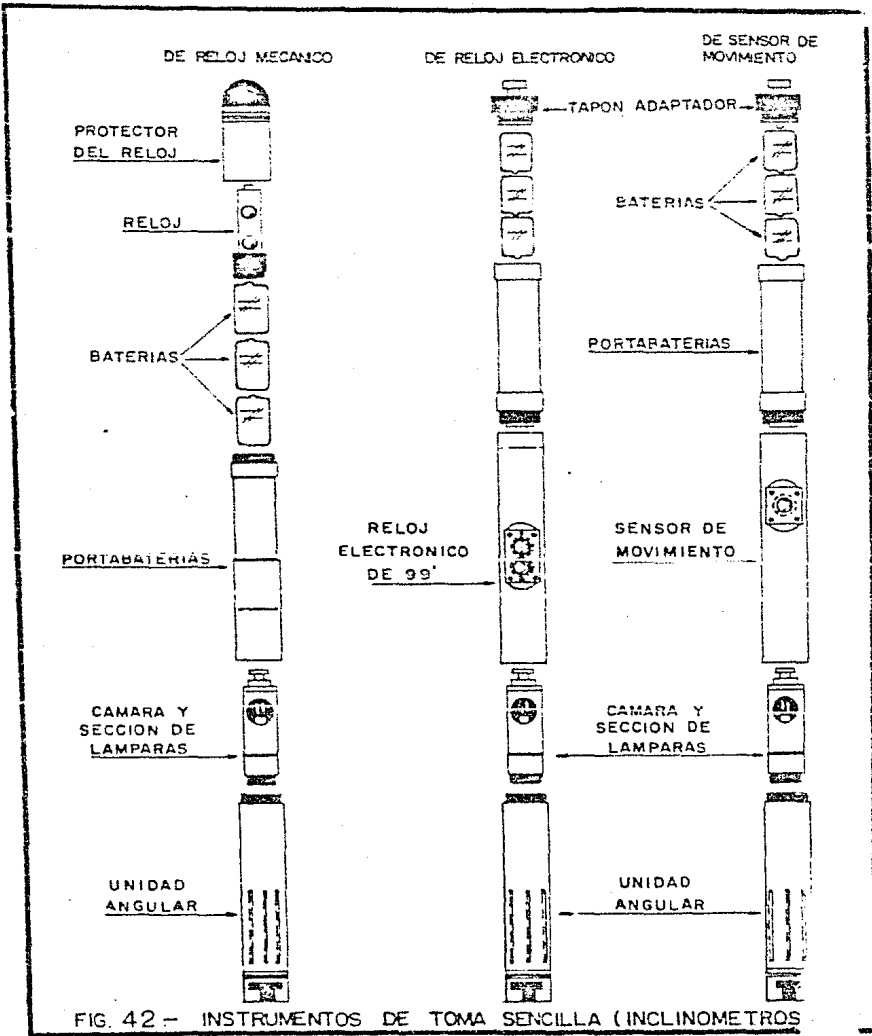 DE RELOJ MECANICO
DE RELOJ ELECTRONICO
DE SENSOR DE
MOVIMIENTO
PROTECTOR
DEL RELOJ
RELOJ
BATERIAS
PORTABATERIAS
CAMARA Y
SECCION DE
LAMPARAS
UNIDAD
ANGULAR
TAPON ADAPTADOR
BATERIAS
PORTABATERIAS
RELOJ
ELECTRONICO
DE 99'
SENSOR DE
MOVIMIENTO
CAMARA Y
SECCION DE
LAMPARAS
UNIDAD
ANGULAR
FIG. 42.- INSTRUMENTOS DE TOMA SENCILLA (INCLINOMETROS